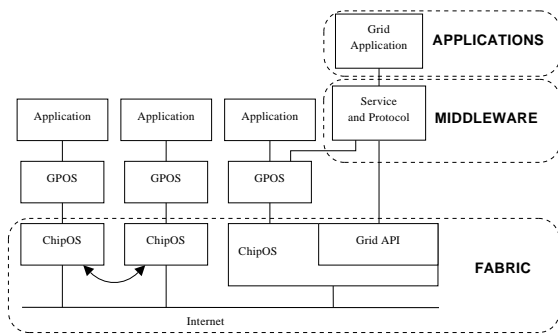 Grid
Application
APPLICATIONS
Service
and Protocol
MIDDLEWARE
Application
Application
Application
GPOS
GPOS
GPOS
ChipOS
ChipOS
ChipOS
Grid API
FABRIC
Internet